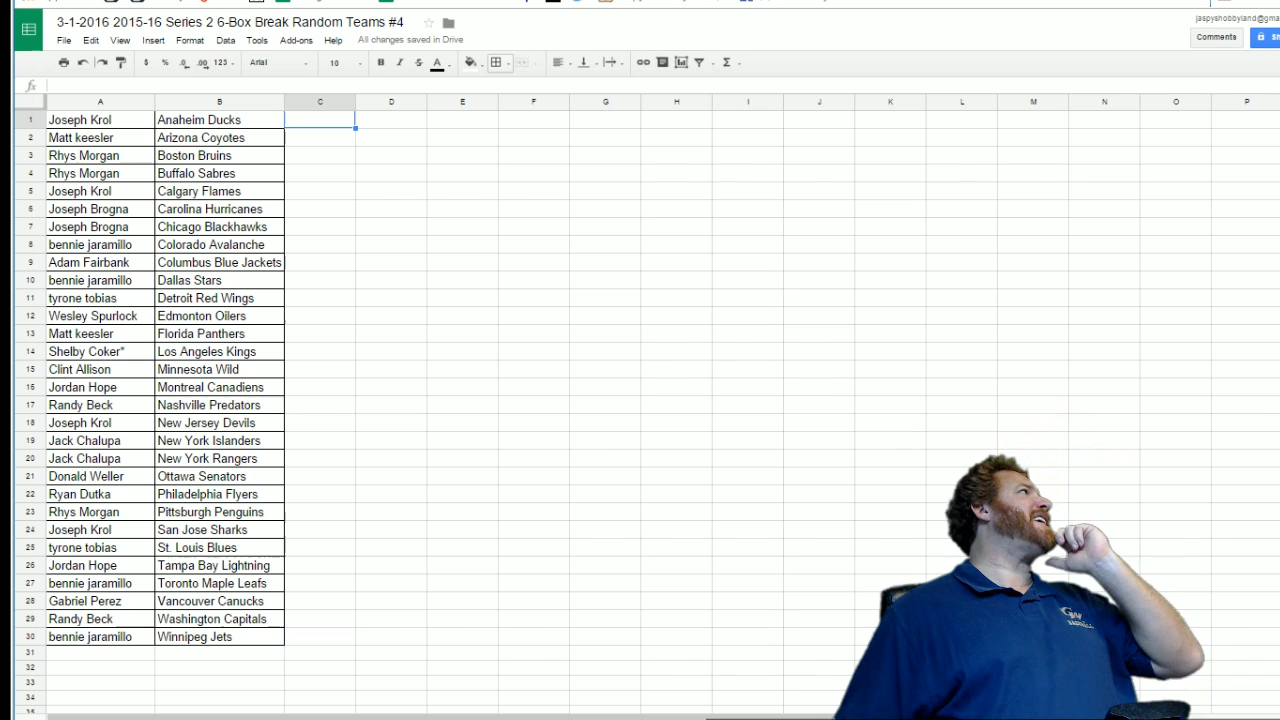 3-1-2016 2015-16 Series 2 6-Box Break Random Teams #4
jaspyshobbyland@gma
File Edit View Insert Format Data Tools Add-ons Help All changes saved in Drive
Comments
$ % .0 .00 123 Arial 10 B I S A Σ
fx
A B C D E F G H I J K L M N O P
1 Joseph Krol Anaheim Ducks
2 Matt keesler Arizona Coyotes
3 Rhys Morgan Boston Bruins
4 Rhys Morgan Buffalo Sabres
5 Joseph Krol Calgary Flames
6 Joseph Brogna Carolina Hurricanes
7 Joseph Brogna Chicago Blackhawks
8 bennie jaramillo Colorado Avalanche
9 Adam Fairbank Columbus Blue Jackets
10 bennie jaramillo Dallas Stars
11 tyrone tobias Detroit Red Wings
12 Wesley Spurlock Edmonton Oilers
13 Matt keesler Florida Panthers
14 Shelby Coker* Los Angeles Kings
15 Clint Allison Minnesota Wild
16 Jordan Hope Montreal Canadiens
17 Randy Beck Nashville Predators
18 Joseph Krol New Jersey Devils
19 Jack Chalupa New York Islanders
20 Jack Chalupa New York Rangers
21 Donald Weller Ottawa Senators
22 Ryan Dutka Philadelphia Flyers
23 Rhys Morgan Pittsburgh Penguins
24 Joseph Krol San Jose Sharks
25 tyrone tobias St. Louis Blues
26 Jordan Hope Tampa Bay Lightning
27 bennie jaramillo Toronto Maple Leafs
28 Gabriel Perez Vancouver Canucks
29 Randy Beck Washington Capitals
30 bennie jaramillo Winnipeg Jets
31
32
33
34
35